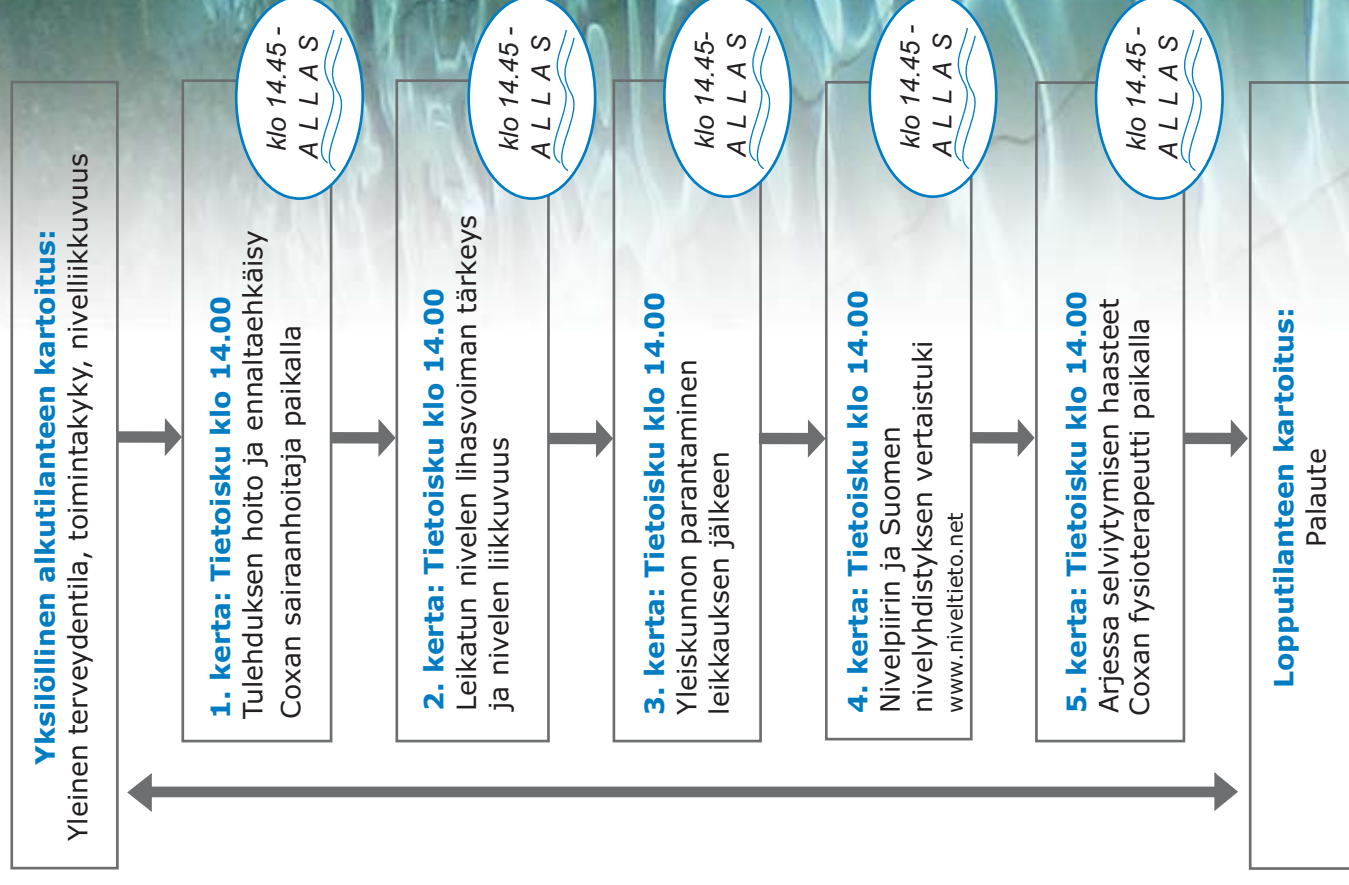 Yksilöllinen alkutilanteen kartoitus:
Yleinen terveydentila, toimintakyky, nivelliikkuvuus
1. kerta: Tietoisku klo 14.00
Tulehduksen hoito ja ennaltaehkäisy
Coxan sairaanhoitaja paikalla
klo 14.45 -
A L L A S
2. kerta: Tietoisku klo 14.00
Leikatun nivelen lihasvoiman tärkeys
ja nivelen liikkuvuus
klo 14.45 -
A L L A S
3. kerta: Tietoisku klo 14.00
Yleiskunnon parantaminen
leikkauksen jälkeen
klo 14.45-
A L L A S
4. kerta: Tietoisku klo 14.00
Nivelpiirin ja Suomen
nivelyhdistyksen vertaistuki
www.niveltieto.net
klo 14.45 -
A L L A S
5. kerta: Tietoisku klo 14.00
Arjessa selviytymisen haasteet
Coxan fysioterapeutti paikalla
klo 14.45 -
A L L A S
Lopputilanteen kartoitus:
Palaute